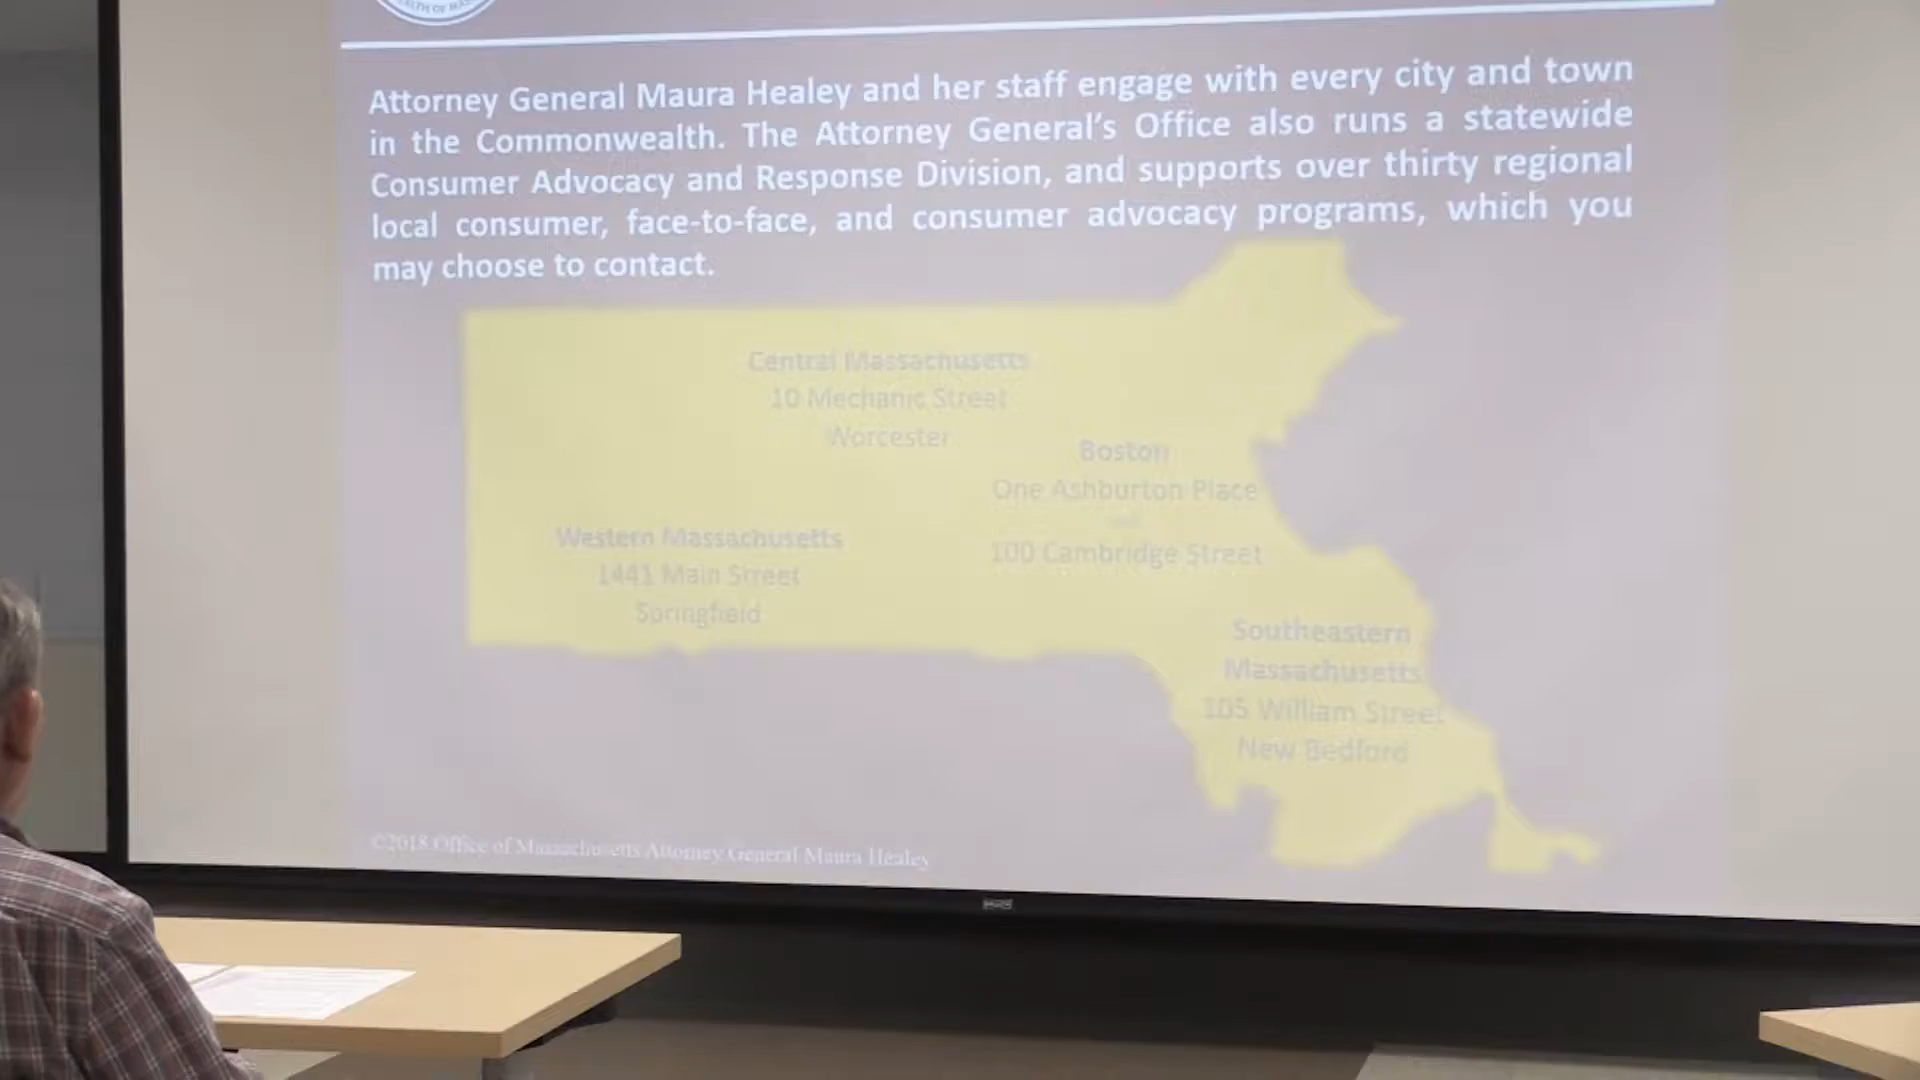 ALTH OF MAS
Attorney General Maura Healey and her staff engage with every city and town
in the Commonwealth. The Attorney General's Office also runs a statewide
Consumer Advocacy and Response Division, and supports over thirty regional
local consumer, face-to-face, and consumer advocacy programs, which you
may choose to contact.
Central Massachusetts
10 Mechanic Street
Worcester
Boston
One Ashburton Place
100 Cambridge Street
Western Massachusetts
1441 Main Street
Springfield
Southeastern
Massachusetts
105 William Street
New Bedford
©2018 Office of Massachusetts Attorney General Maura Healey